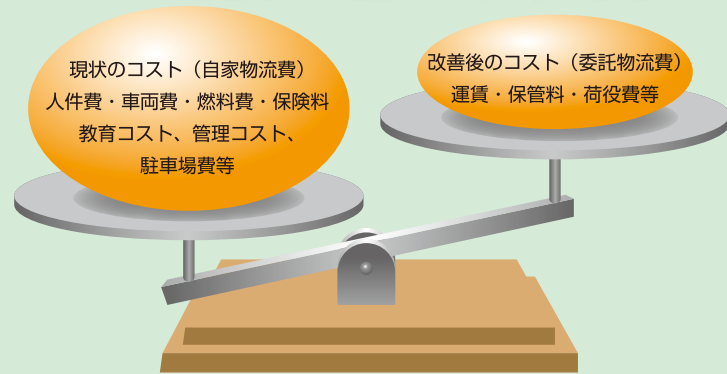 現状のコスト（自家物流費）
人件費・車両費・燃料費・保険料
教育コスト、管理コスト、
駐車場費等
改善後のコスト（委託物流費）
運賃・保管料・荷役費等